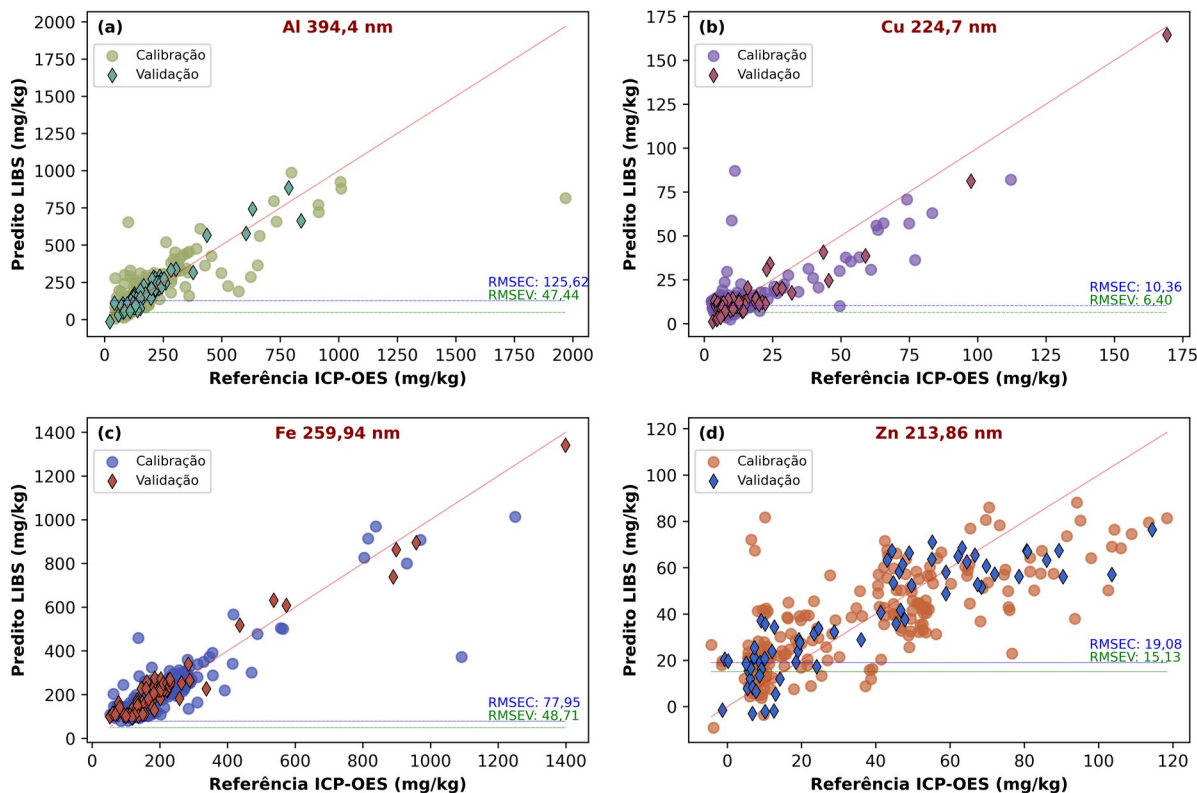 (a)
Al 394,4 nm
Calibração
Validação
2000
1750
1500
1250
1000
750
500
250
0
Predito LIBS (mg/kg)
RMSEC: 125,62
RMSEV: 47,44
0 250 500 750 1000 1250 1500 1750 2000
Referência ICP-OES (mg/kg)
(b)
Cu 224,7 nm
Calibração
Validação
175
150
125
100
75
50
25
0
Predito LIBS (mg/kg)
RMSEC: 10,36
RMSEV: 6,40
0 25 50 75 100 125 150 175
Referência ICP-OES (mg/kg)
(c)
Fe 259,94 nm
Calibração
Validação
1400
1200
1000
800
600
400
200
0
Predito LIBS (mg/kg)
RMSEC: 77,95
RMSEV: 48,71
0 200 400 600 800 1000 1200 1400
Referência ICP-OES (mg/kg)
(d)
Zn 213,86 nm
Calibração
Validação
120
100
80
60
40
20
0
Predito LIBS (mg/kg)
RMSEC: 19,08
RMSEV: 15,13
0 20 40 60 80 100 120
Referência ICP-OES (mg/kg)